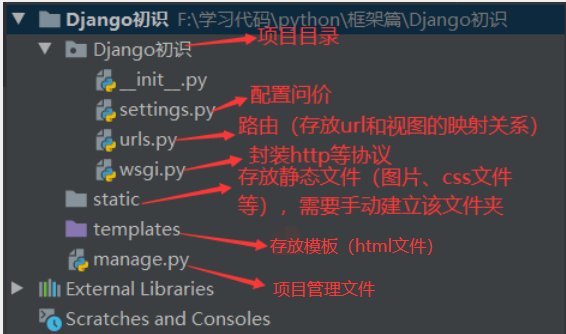 Django初识 F:\学习代码\python\框架篇\Django初识
Django初识 项目目录
__init__.py
settings.py 配置问价
urls.py 路由（存放url和视图的映射关系）
wsgi.py 封装http等协议
static 存放静态文件（图片、css文件
等），需要手动建立该文件夹
templates 存放模板（html文件）
manage.py 项目管理文件
External Libraries
Scratches and Consoles